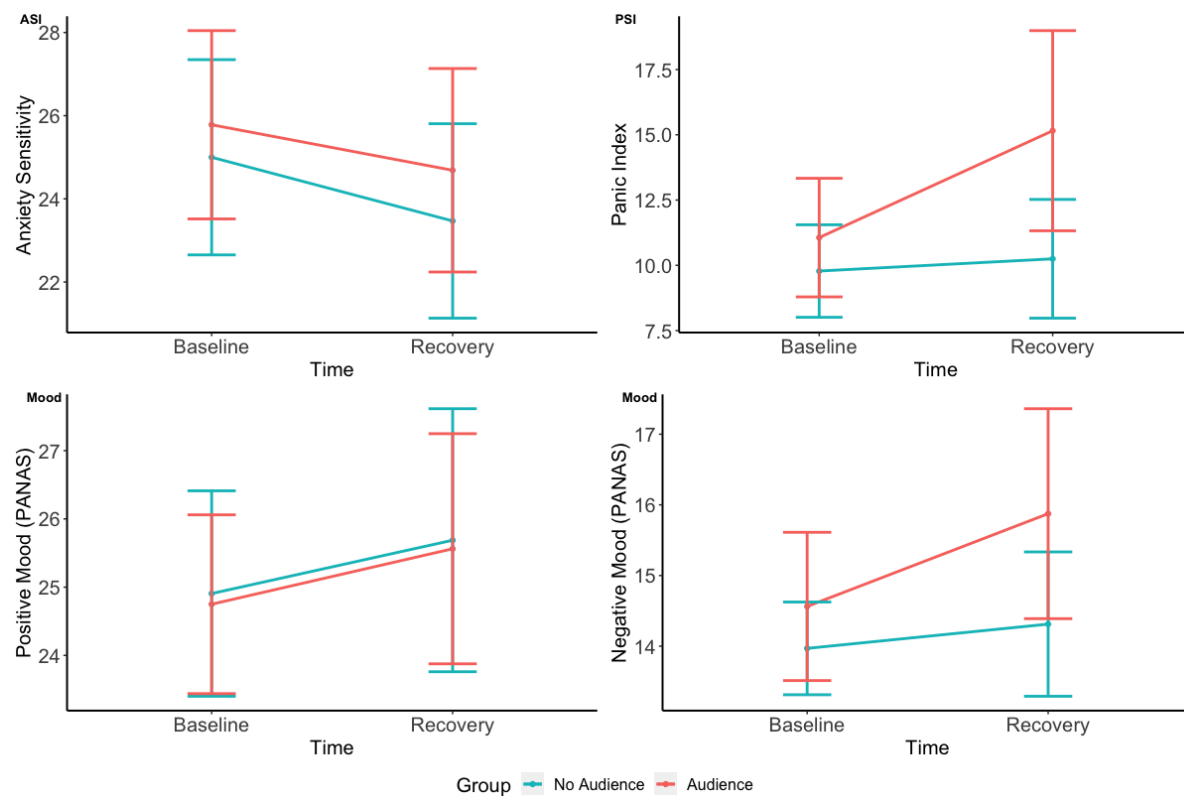 ASI
Anxiety Sensitivity
28
26
24
22
Baseline
Recovery
Time
PSI
Panic Index
17.5
15.0
12.5
10.0
7.5
Baseline
Recovery
Time
Mood
Positive Mood (PANAS)
27
26
25
24
Baseline
Recovery
Time
Mood
Negative Mood (PANAS)
17
16
15
14
Baseline
Recovery
Time
Group No Audience Audience